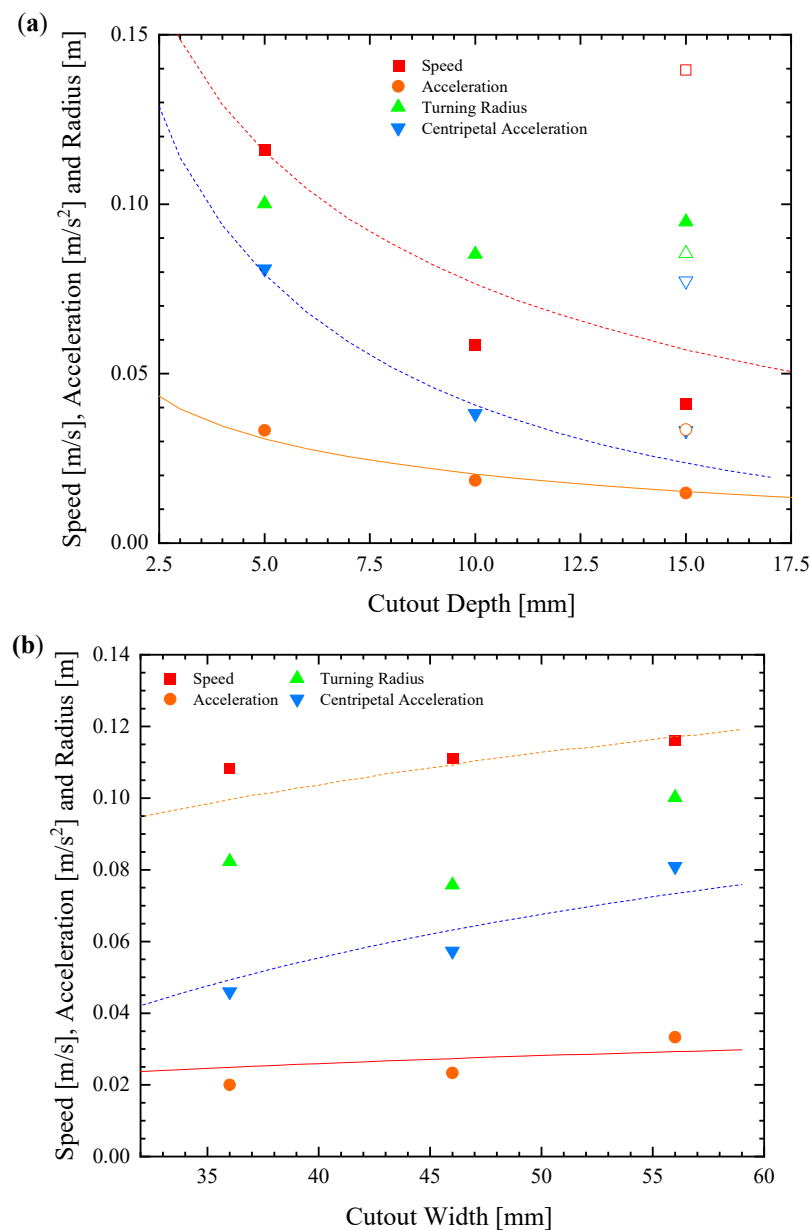 (a)
Speed [m/s], Acceleration [m/s²] and Radius [m]
0.15
0.10
0.05
0.00
Speed
Acceleration
Turning Radius
Centripetal Acceleration
2.5 5.0 7.5 10.0 12.5 15.0 17.5
Cutout Depth [mm]
(b)
Speed [m/s], Acceleration [m/s²] and Radius [m]
0.14
0.12
0.10
0.08
0.06
0.04
0.02
0.00
Speed Turning Radius
Acceleration Centripetal Acceleration
35 40 45 50 55 60
Cutout Width [mm]